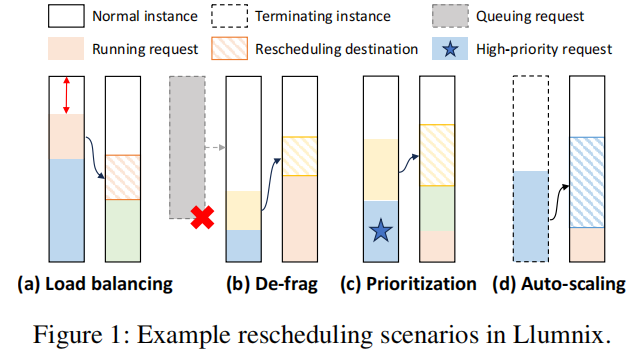 Normal instance Terminating instance Queuing request
Running request Rescheduling destination High-priority request
(a) Load balancing (b) De-frag (c) Prioritization (d) Auto-scaling
Figure 1: Example rescheduling scenarios in Llumnix.